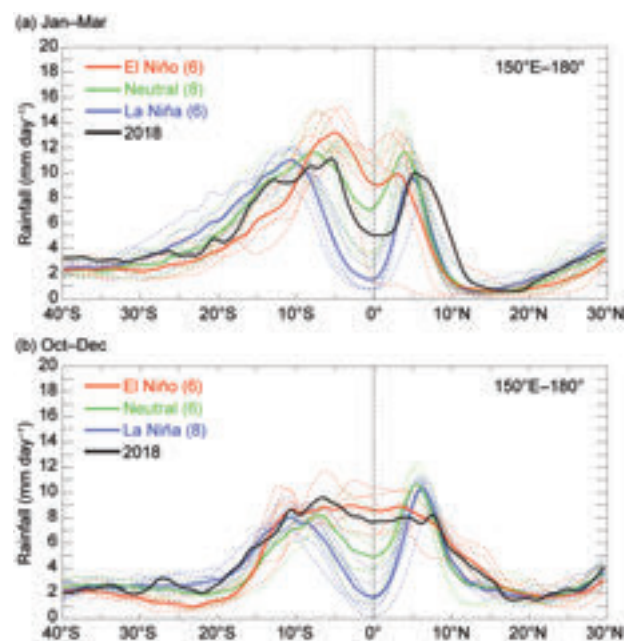 (a) Jan–Mar
20
18
16
14
12
10
8
6
4
2
0
Rainfall (mm day⁻¹)
El Niño (6)
Neutral (8)
La Niña (6)
2018
150°E–180°
40°S 30°S 20°S 10°S 0° 10°N 20°N 30°N
(b) Oct–Dec
20
18
16
14
12
10
8
6
4
2
0
Rainfall (mm day⁻¹)
El Niño (6)
Neutral (6)
La Niña (8)
2018
150°E–180°
40°S 30°S 20°S 10°S 0° 10°N 20°N 30°N